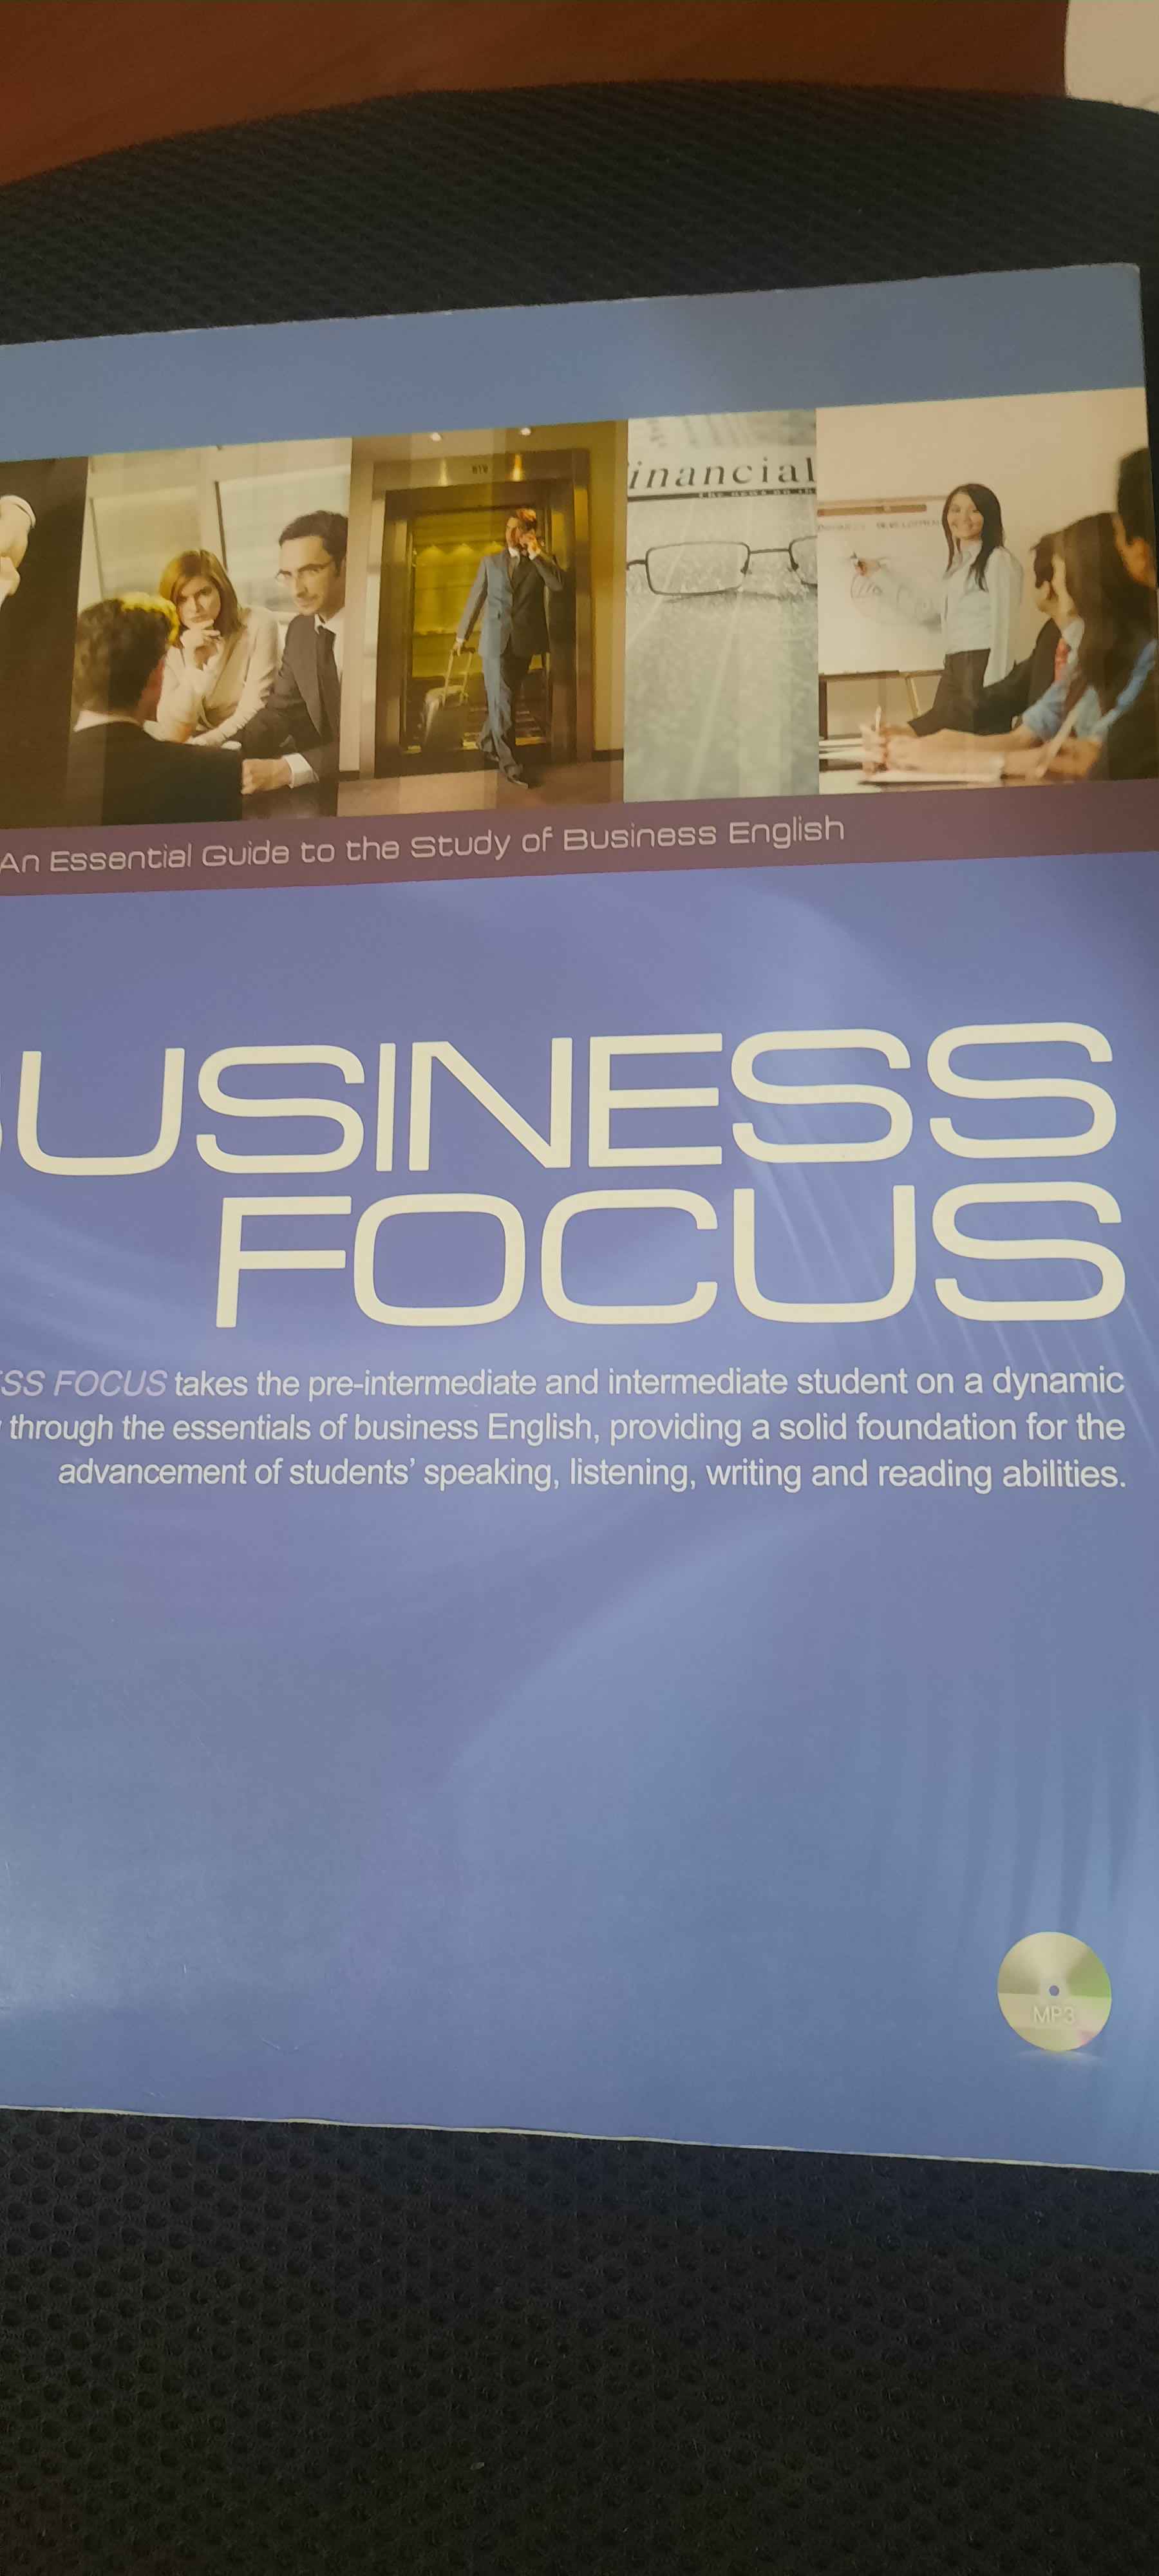 inancial
An Essential Guide to the Study of Business English
BUSINESS
FOCUS
SS FOCUS takes the pre-intermediate and intermediate student on a dynamic
through the essentials of business English, providing a solid foundation for the
advancement of students' speaking, listening, writing and reading abilities.
MP3